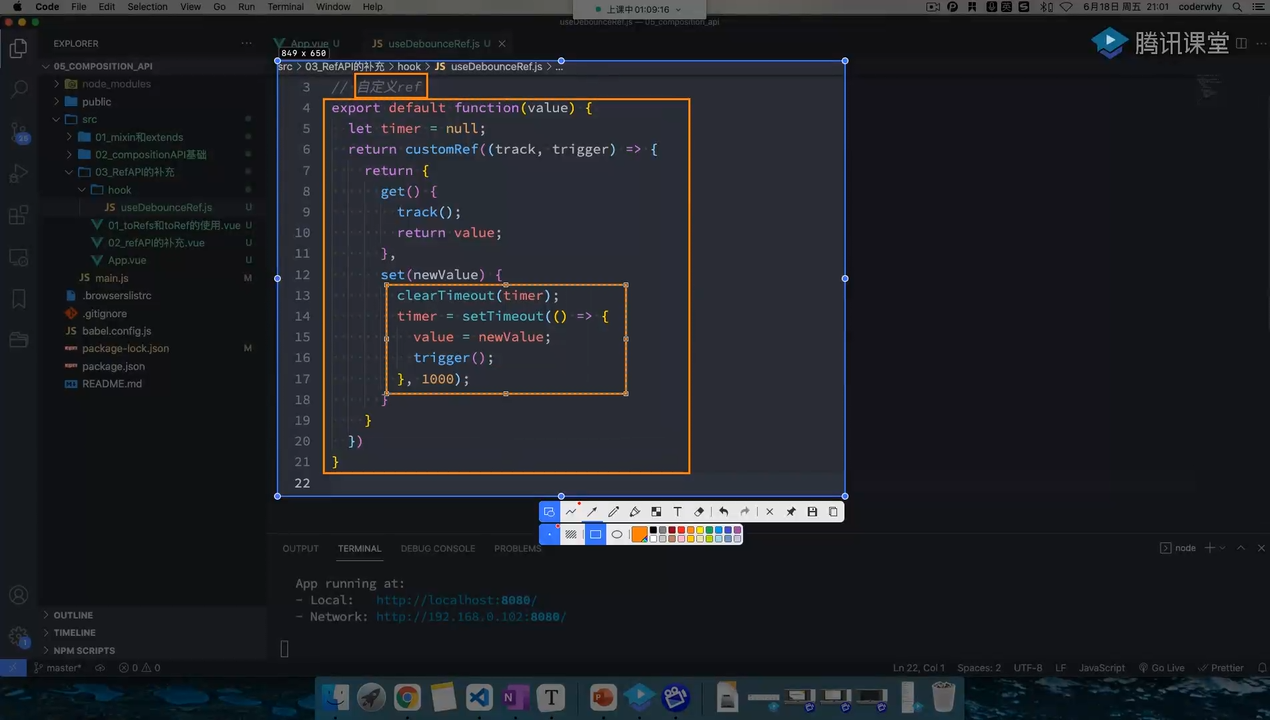 Code File Edit Selection View Go Run Terminal Window Help
上课中 01:09:16
6月18日 周五 21:01 coderwhy
useDebounceRef.js — 05_composition_api
腾讯课堂
EXPLORER
App.vue U
useDebounceRef.js U
849 x 650
src > 03_RefAPI的补充 > hook > JS useDebounceRef.js > ...
05_COMPOSITION_API
node_modules
public
src
01_mixin和extends
02_compositionAPI基础
03_RefAPI的补充
hook
JS useDebounceRef.js U
01_toRefs和toRef的使用.vue U
02_refAPI的补充.vue U
App.vue U
JS main.js M
.browserslistrc
.gitignore
babel.config.js
package-lock.json M
package.json
README.md
3 // 自定义ref
4 export default function(value) {
5 let timer = null;
6 return customRef((track, trigger) => {
7 return {
8 get() {
9 track();
10 return value;
11 },
12 set(newValue) {
13 clearTimeout(timer);
14 timer = setTimeout(() => {
15 value = newValue;
16 trigger();
17 }, 1000);
18 }
19 }
20 })
21 }
22
OUTPUT TERMINAL DEBUG CONSOLE PROBLEMS
node
App running at:
- Local: http://localhost:8080/
- Network: http://192.168.0.102:8080/
OUTLINE
TIMELINE
NPM SCRIPTS
master* 0 0
Ln 22, Col 1 Spaces: 2 UTF-8 LF JavaScript Go Live Prettier